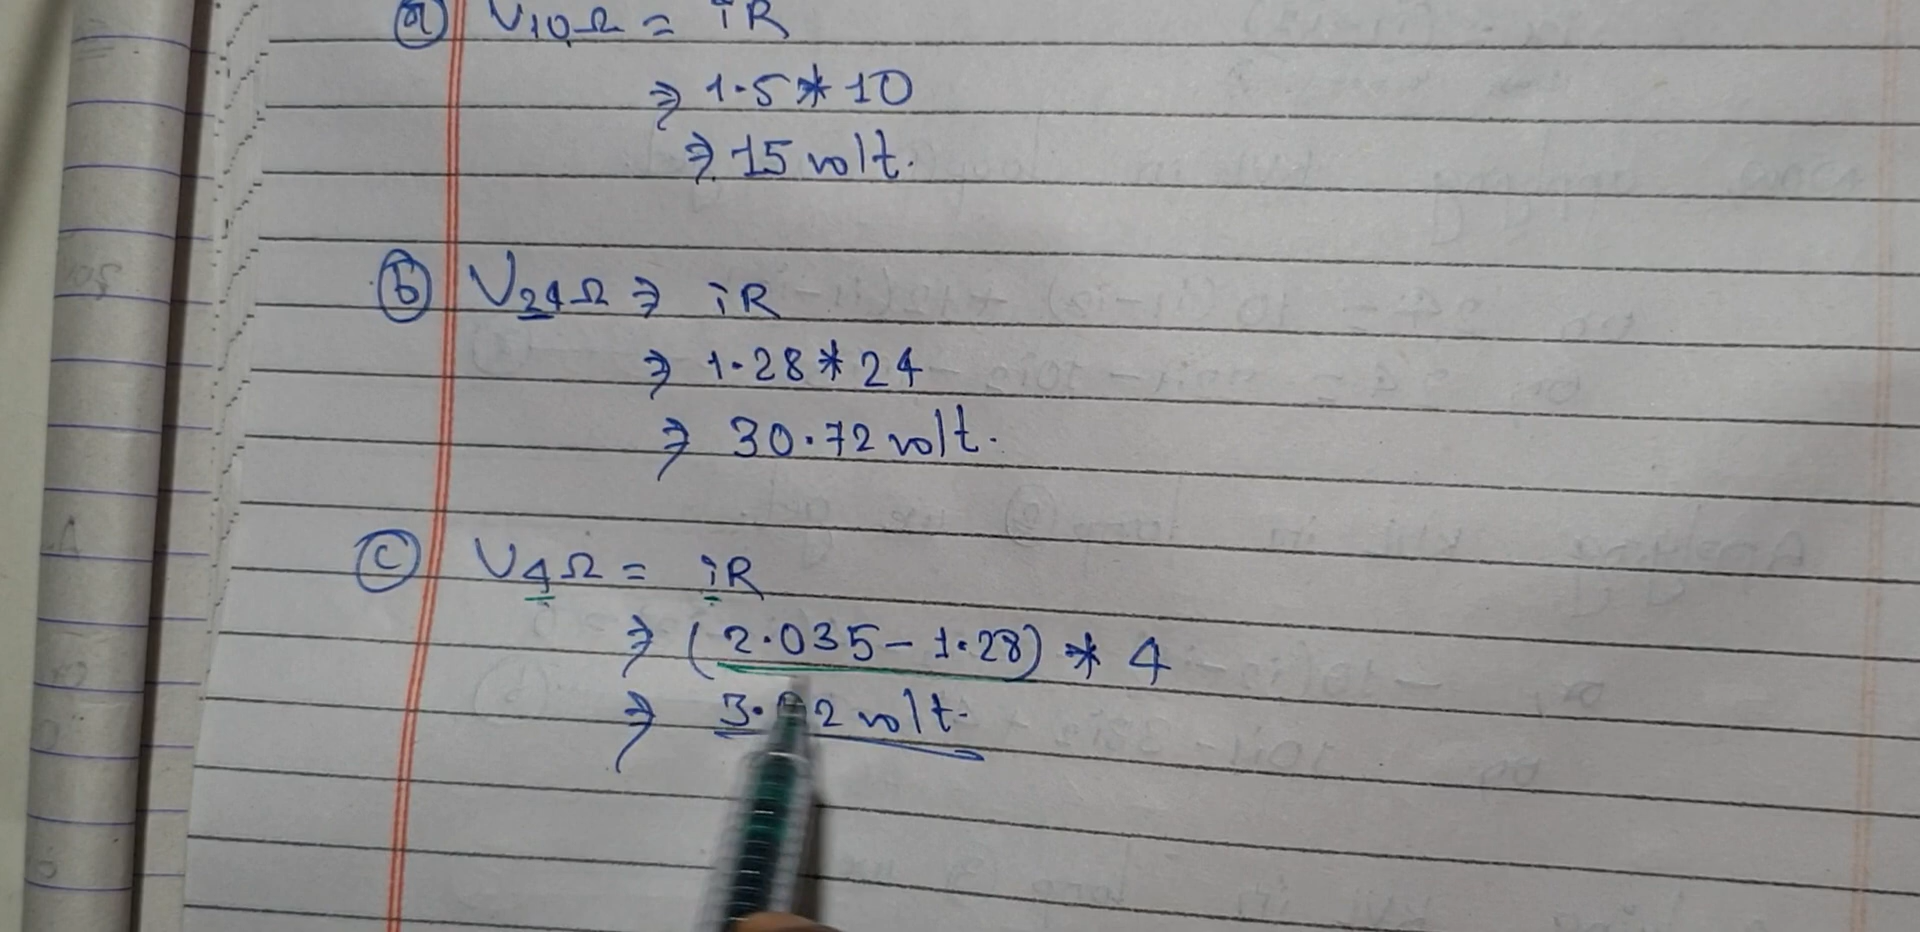 (a) V10Ω = iR
⇒ 1.5 * 10
⇒ 15 volt.
(b) V24Ω ⇒ iR
⇒ 1.28 * 24
⇒ 30.72 volt.
(c) V4Ω = iR
⇒ (2.035 - 1.28) * 4
volt.